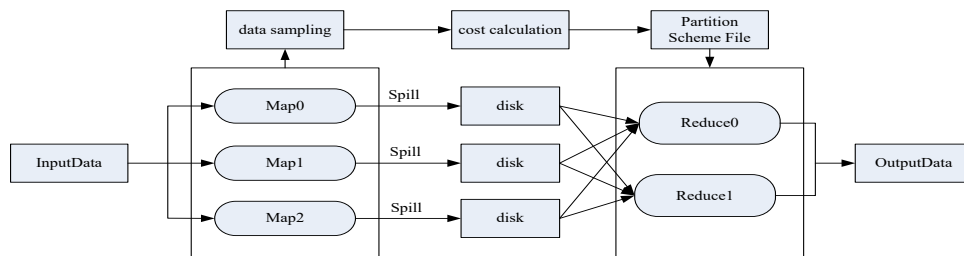 data sampling
cost calculation
Partition
Scheme File
Map0
Spill
disk
Reduce0
InputData
Map1
Spill
disk
OutputData
Reduce1
Map2
Spill
disk